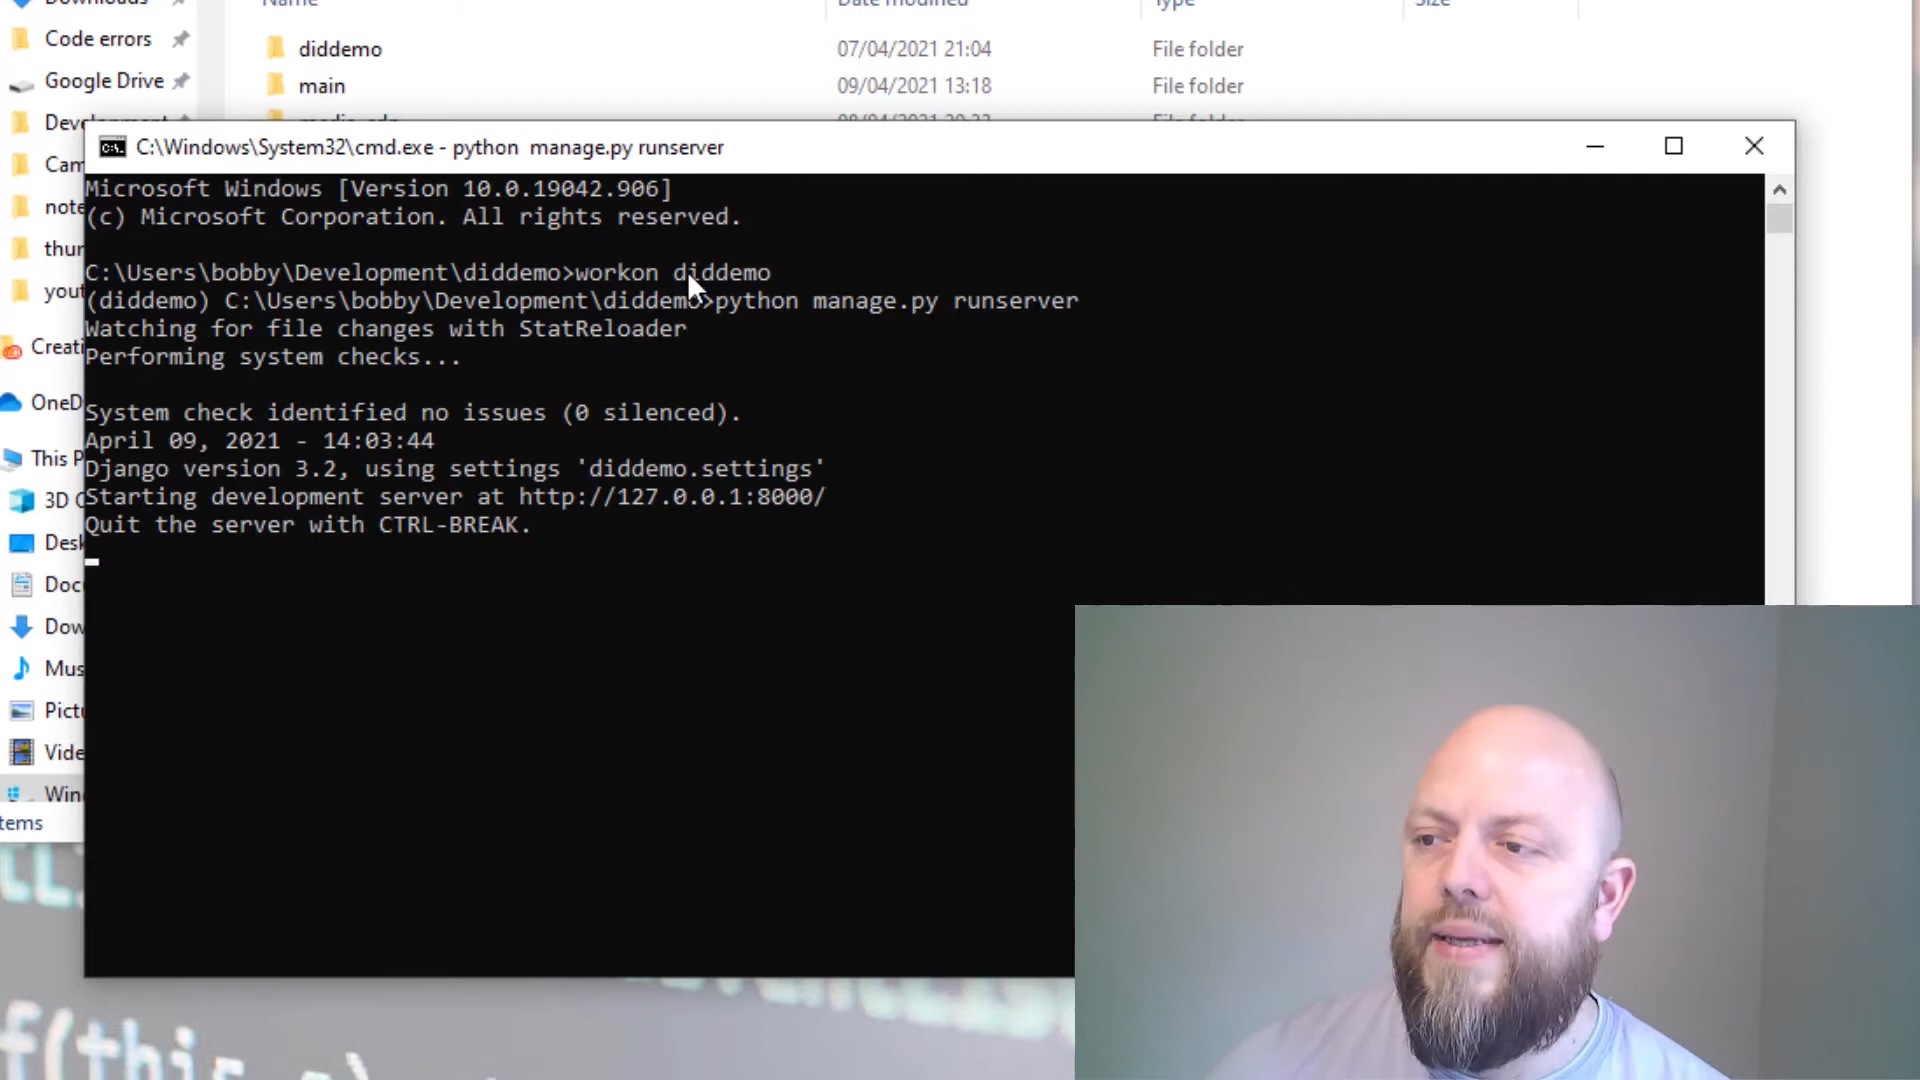 Downloads
Name
Date modified
Type
Size
Code errors
diddemo
07/04/2021 21:04
File folder
Google Drive
main
09/04/2021 13:18
File folder
C:\Windows\System32\cmd.exe - python  manage.py runserver
Microsoft Windows [Version 10.0.19042.906]
(c) Microsoft Corporation. All rights reserved.
C:\Users\bobby\Development\diddemo>workon diddemo
(diddemo) C:\Users\bobby\Development\diddemo>python manage.py runserver
Watching for file changes with StatReloader
Performing system checks...
System check identified no issues (0 silenced).
April 09, 2021 - 14:03:44
Django version 3.2, using settings 'diddemo.settings'
Starting development server at http://127.0.0.1:8000/
Quit the server with CTRL-BREAK.
Cam
note
thun
yout
Creati
OneD
This P
3D
Desk
Doc
Dow
Mus
Pictu
Vide
Wind
tems
f(this